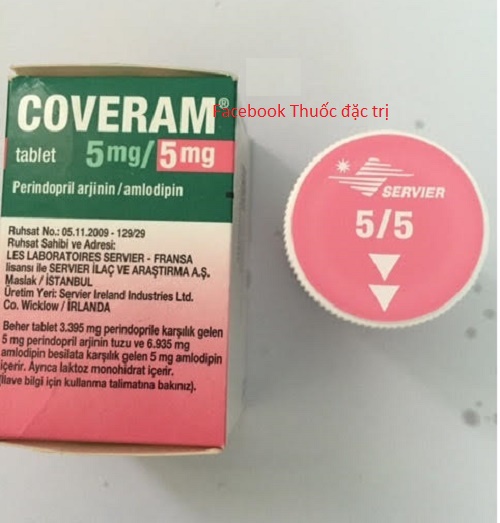 COVERAM®
Facebook Thuốc đặc trị
tablet 5mg/5mg
Perindopril arjinin/amlodipin
Ruhsat No.: 05.11.2009 - 129/29
Ruhsat Sahibi ve Adresi:
LES LABORATOIRES SERVIER - FRANSA
lisansı ile SERVIER İLAÇ VE ARAŞTIRMA A.Ş.
Maslak / İSTANBUL
Üretim Yeri: Servier Ireland Industries Ltd.
Co. Wicklow / İRLANDA
Beher tablet 3.395 mg perindoprile karşılık gelen
5 mg perindopril arjinin tuzu ve 6.935 mg
amlodipin besilata karşılık gelen 5 mg amlodipin
içerir. Ayrıca laktoz monohidrat içerir.
(İlave bilgi için kullanma talimatına bakınız).
SERVIER
5/5